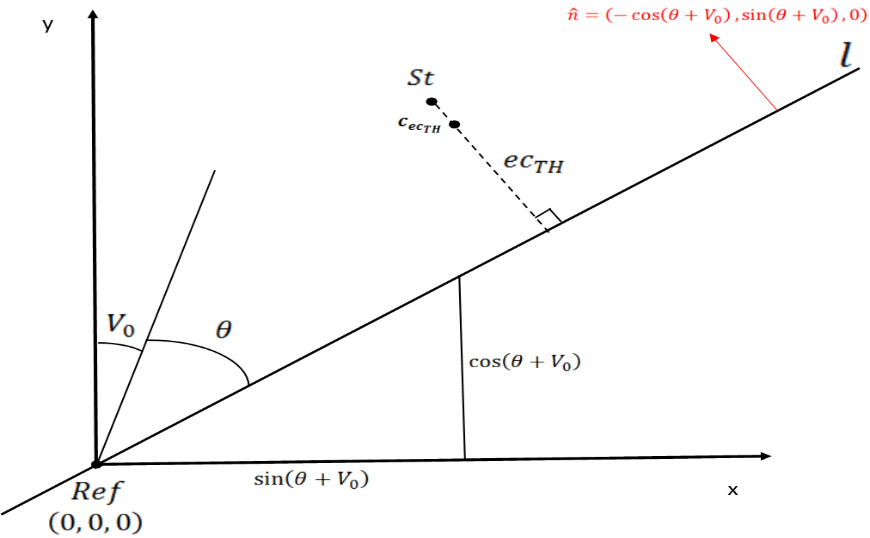 n̂ = (− cos(θ + V₀), sin(θ + V₀), 0)
y
l
St
c_{ec_{TH}}
ec_{TH}
V₀
θ
cos(θ + V₀)
sin(θ + V₀)
x
Ref
(0, 0, 0)